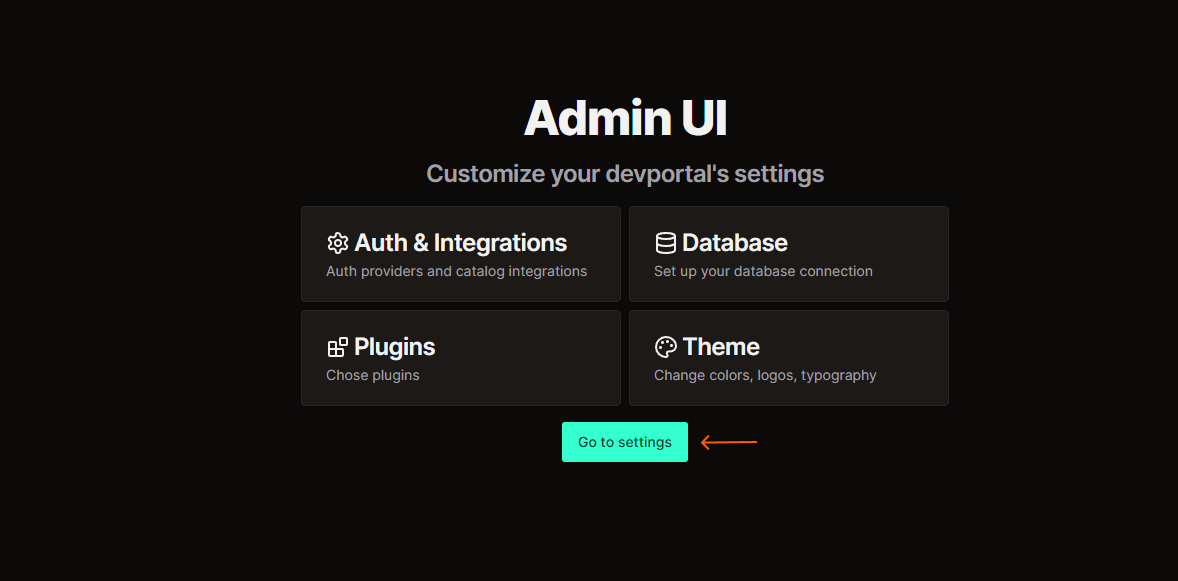 Admin UI
Customize your devportal's settings
Auth & Integrations
Auth providers and catalog integrations
Database
Set up your database connection
Plugins
Chose plugins
Theme
Change colors, logos, typography
Go to settings